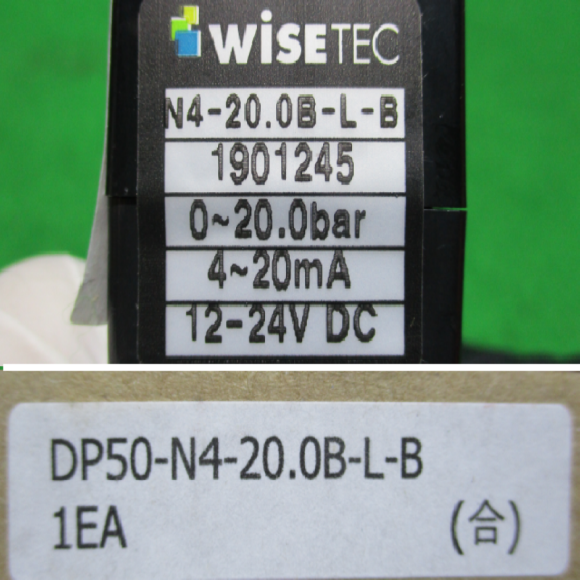 WiSETEC
N4-20.0B-L-B
1901245
0~20.0bar
4~20mA
12-24V DC
DP50-N4-20.0B-L-B
1EA (合)